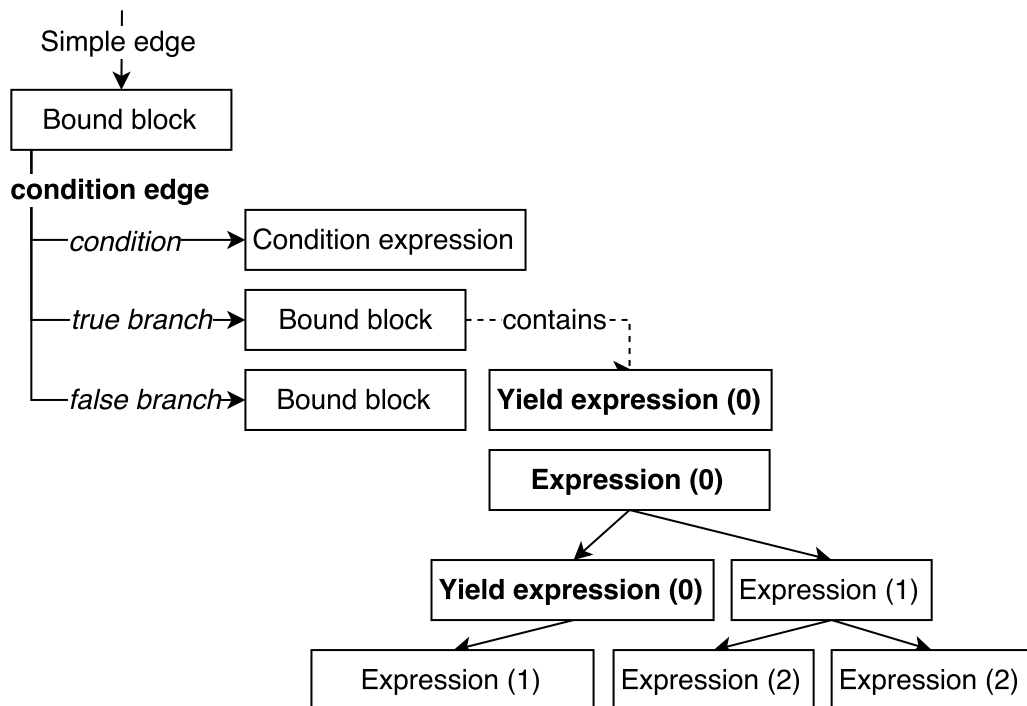 Simple edge
Bound block
condition edge
condition
Condition expression
true branch
Bound block
contains
false branch
Bound block
Yield expression (0)
Expression (0)
Yield expression (0)
Expression (1)
Expression (1)
Expression (2)
Expression (2)